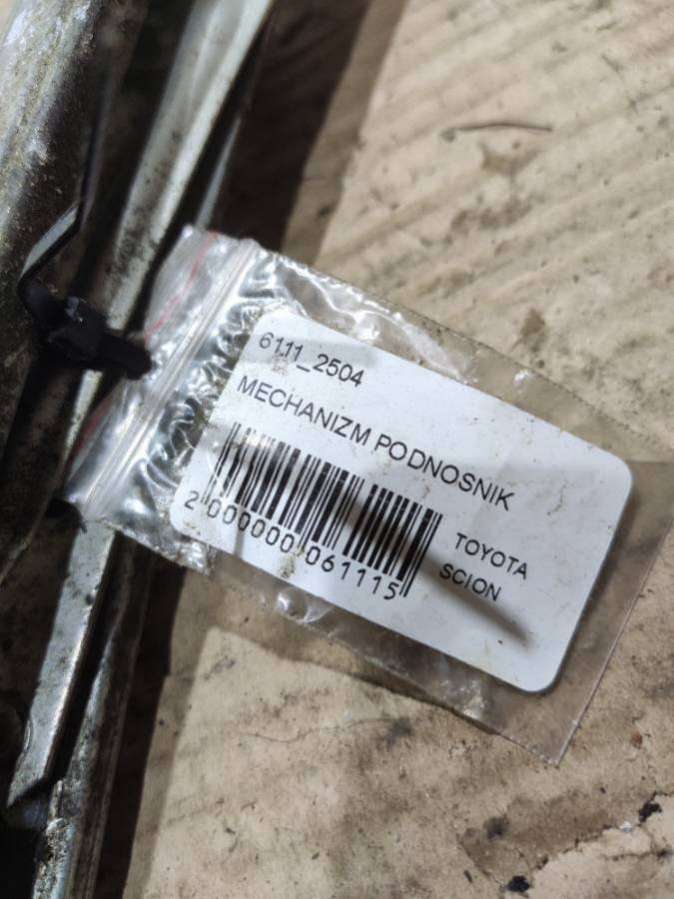 6111_2504
MECHANIZM PODNOSNIK
TOYOTA
SCION
2 000000 061115